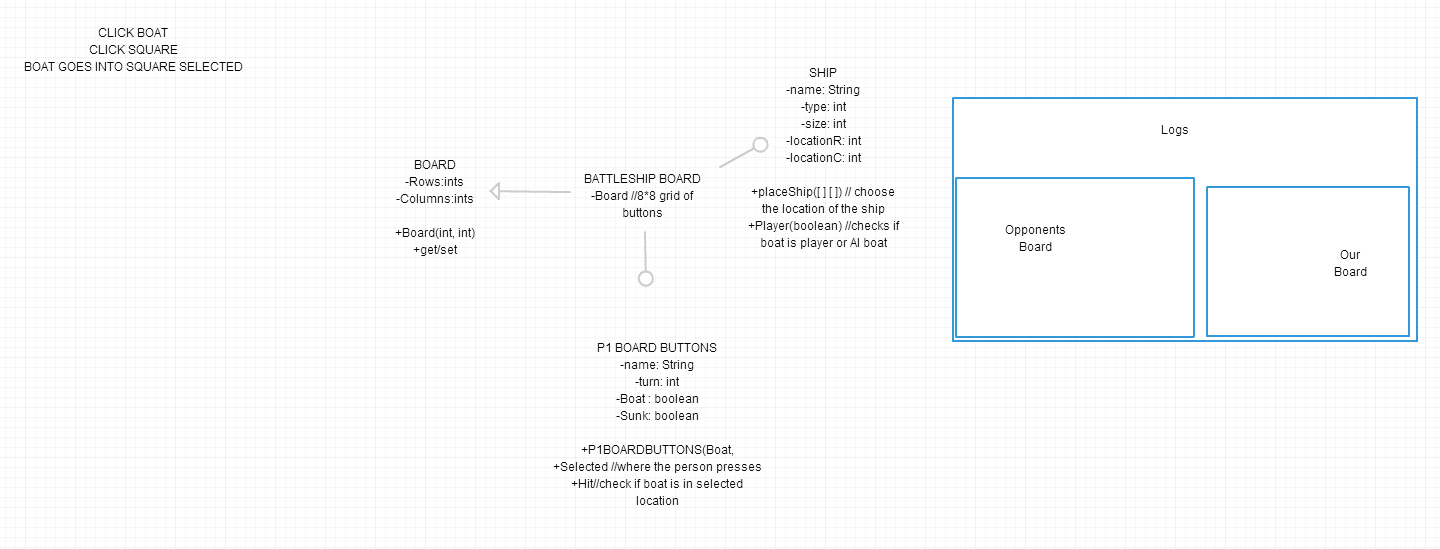 CLICK BOAT
CLICK SQUARE
BOAT GOES INTO SQUARE SELECTED
BOARD
-Rows:ints
-Columns:ints
+Board(int, int)
+get/set
BATTLESHIP BOARD
-Board //8*8 grid of
buttons
SHIP
-name: String
-type: int
-size: int
-locationR: int
-locationC: int
+placeShip([ ] [ ]) // choose
the location of the ship
+Player(boolean) //checks if
boat is player or AI boat
P1 BOARD BUTTONS
-name: String
-turn: int
-Boat : boolean
-Sunk: boolean
+P1BOARDBUTTONS(Boat,
+Selected //where the person presses
+Hit//check if boat is in selected
location
Logs
Opponents
Board
Our
Board